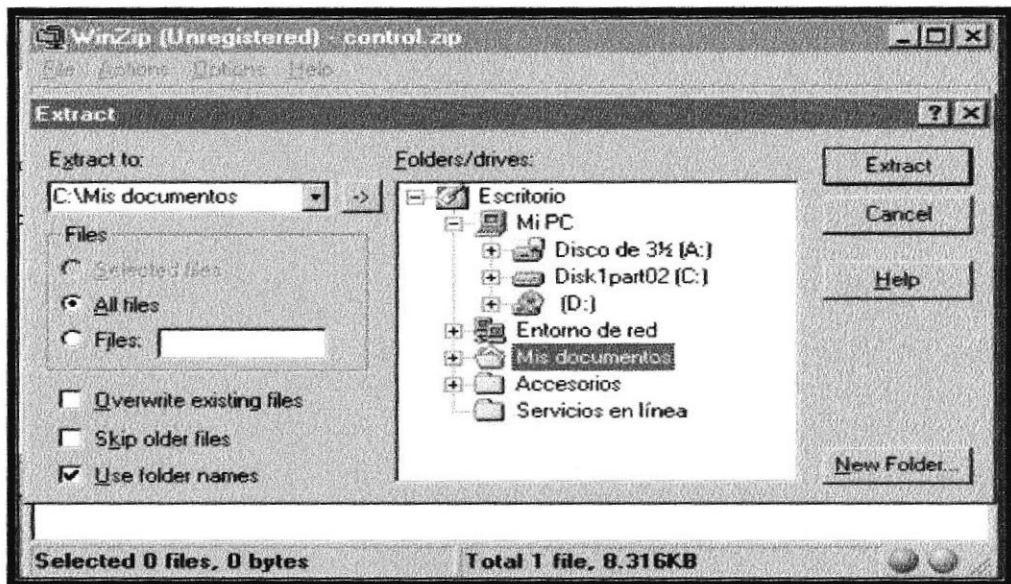 WinZip (Unregistered) - control.zip
File Actions Options Help
Extract
Extract to:
C:\Mis documentos
->
Files
Selected files
All files
Files:
Overwrite existing files
Skip older files
Use folder names
Folders/drives:
Escritorio
Mi PC
Disco de 3½ (A:)
Disk1part02 (C:)
(D:)
Entorno de red
Mis documentos
Accesorios
Servicios en línea
Extract
Cancel
Help
New Folder...
Selected 0 files, 0 bytes
Total 1 file, 8.316KB